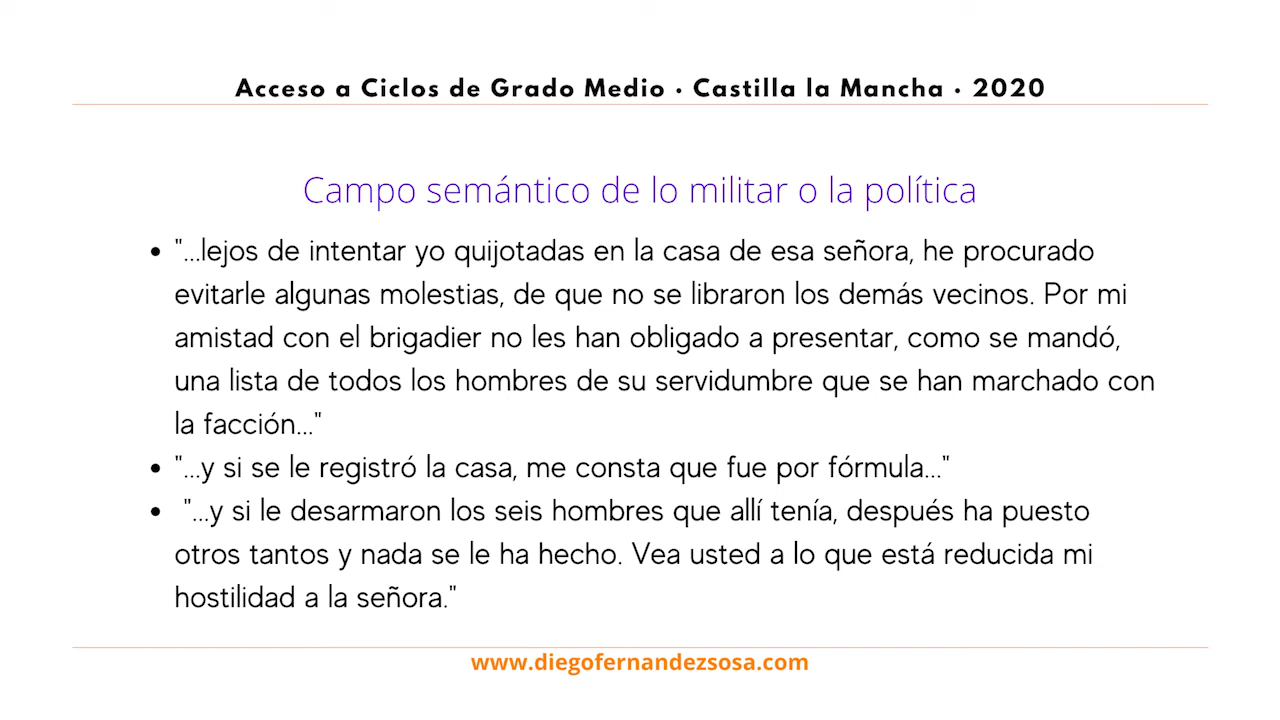 Acceso a Ciclos de Grado Medio · Castilla la Mancha · 2020
Campo semántico de lo militar o la política
• "...lejos de intentar yo quijotadas en la casa de esa señora, he procurado
evitarle algunas molestias, de que no se libraron los demás vecinos. Por mi
amistad con el brigadier no les han obligado a presentar, como se mandó,
una lista de todos los hombres de su servidumbre que se han marchado con
la facción..."
• "...y si se le registró la casa, me consta que fue por fórmula..."
• "...y si le desarmaron los seis hombres que allí tenía, después ha puesto
otros tantos y nada se le ha hecho. Vea usted a lo que está reducida mi
hostilidad a la señora."
www.diegofernandezsosa.com